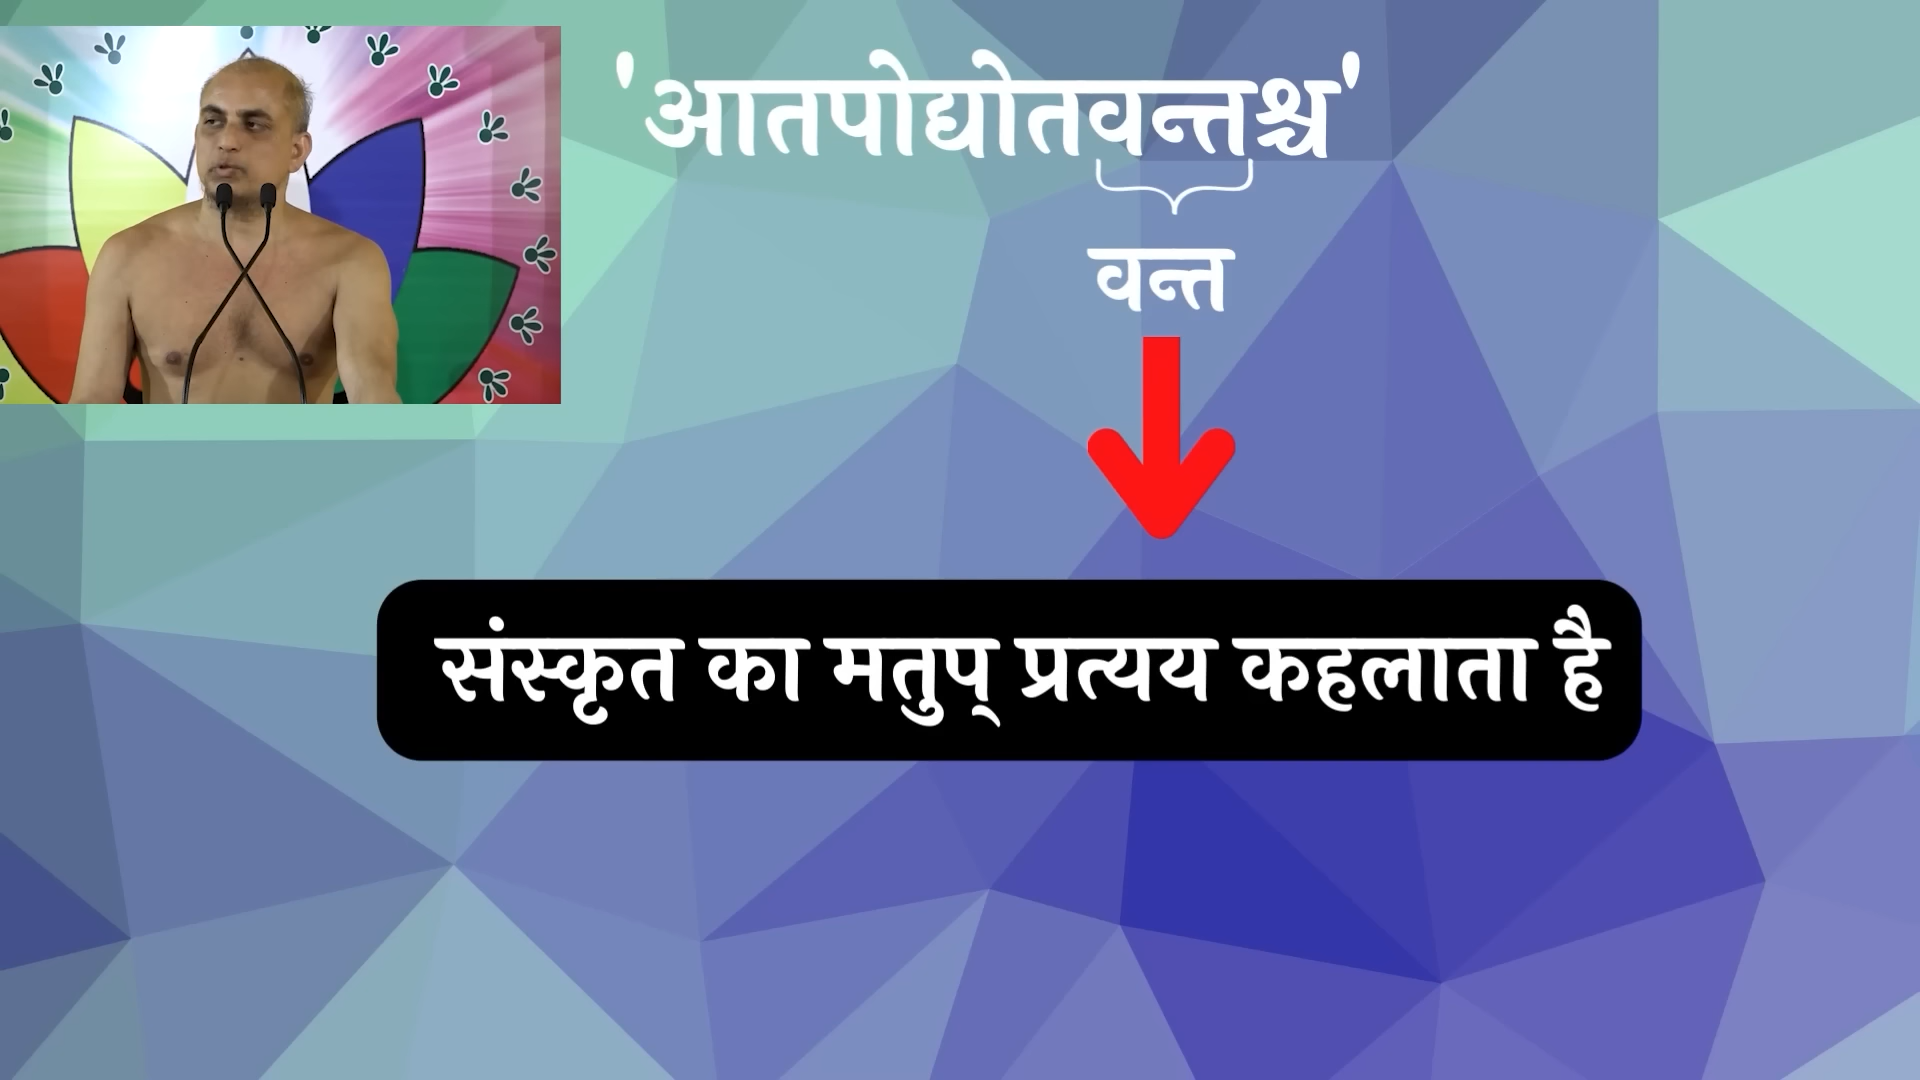 'आतपोद्योतवन्तश्च'
वन्त
संस्कृत का मतुप् प्रत्यय कहलाता है